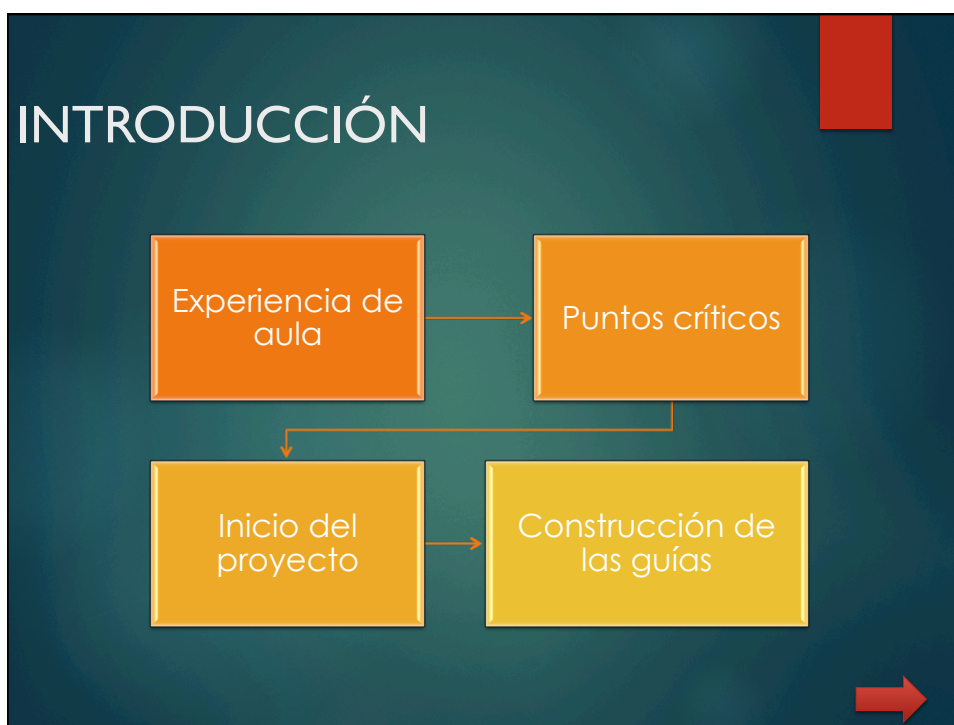 INTRODUCCIÓN
Experiencia de
aula
Puntos críticos
Inicio del
proyecto
Construcción de
las guías